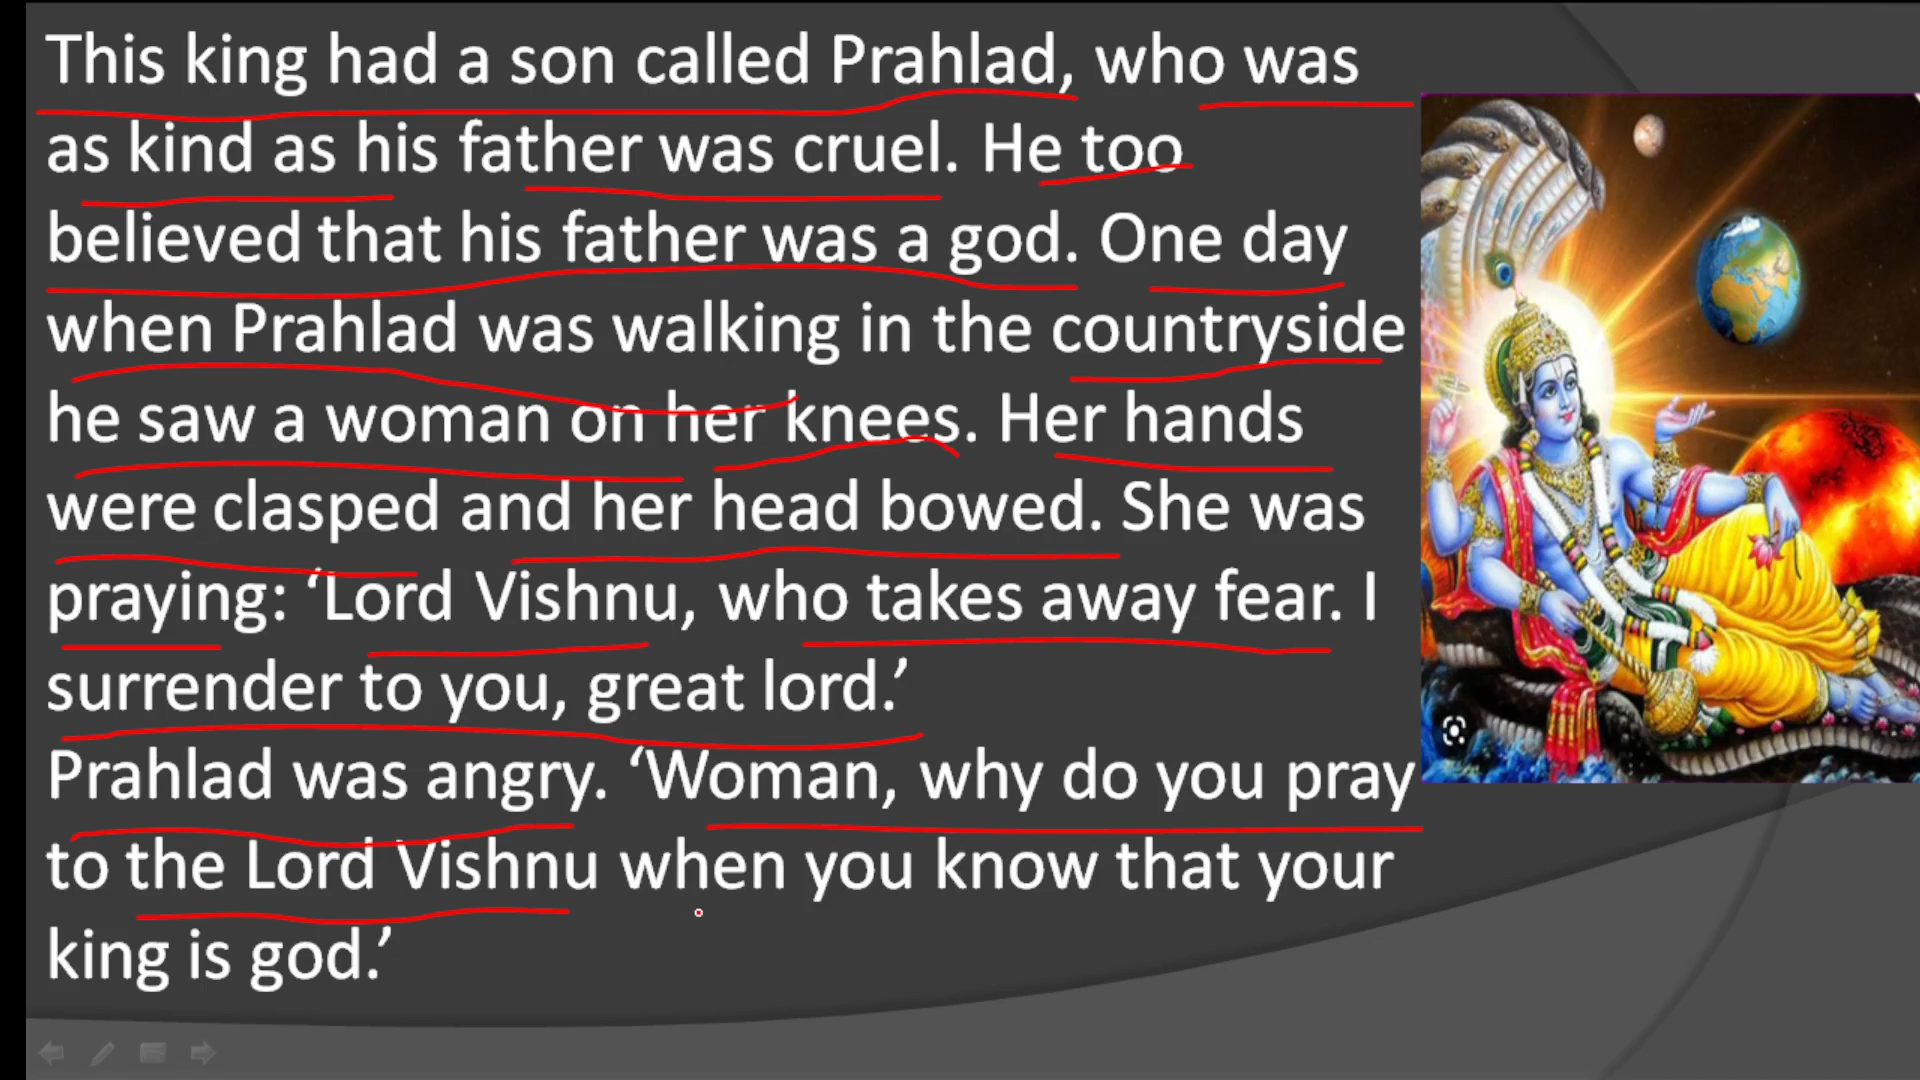 This king had a son called Prahlad, who was
as kind as his father was cruel. He too
believed that his father was a god. One day
when Prahlad was walking in the countryside
he saw a woman on her knees. Her hands
were clasped and her head bowed. She was
praying: ‘Lord Vishnu, who takes away fear. I
surrender to you, great lord.’
Prahlad was angry. ‘Woman, why do you pray
to the Lord Vishnu when you know that your
king is god.’